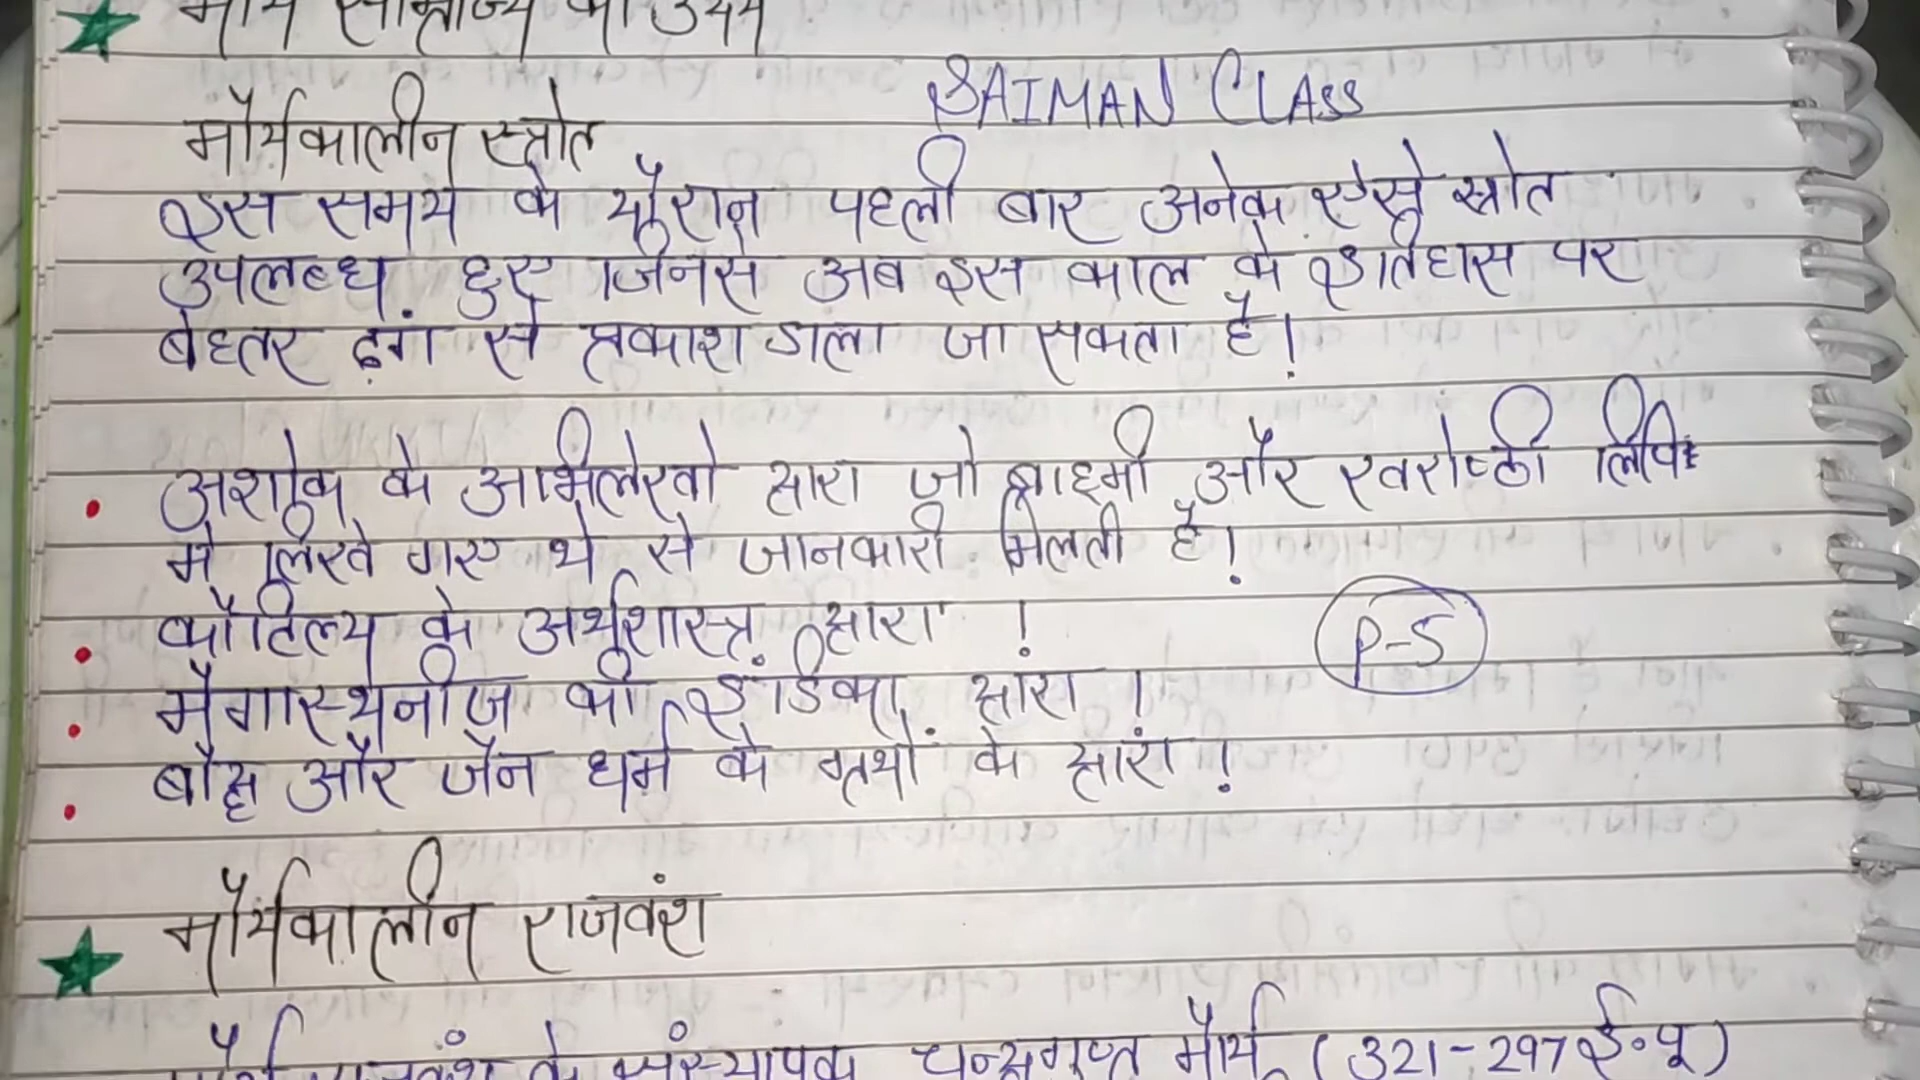 मौर्य साम्राज्य का उदय
SAIMAN CLASS
मौर्यकालीन स्त्रोत
इस समय के दौरान पहली बार अनेक ऐसे स्रोत
उपलब्ध हुए जिनसे अब इस काल के इतिहास पर
बेहतर ढंग से प्रकाश डाला जा सकता है!
अशोक के अभिलेखो द्वारा जो ब्राह्मी और खरोष्ठी लिपि
मे लिखे गए थे से जानकारी मिलती है!
कौटिल्य के अर्थशास्त्र द्वारा !
P-5
मैगास्थनीज की इंडिका द्वारा !
बौद्ध और जैन धर्म के ग्रथों के द्वारा !
मौर्यकालीन राजवंश
मौर्य राजवंश के संस्थापक चन्द्रगुप्त मौर्य (321-297 ई॰पू)